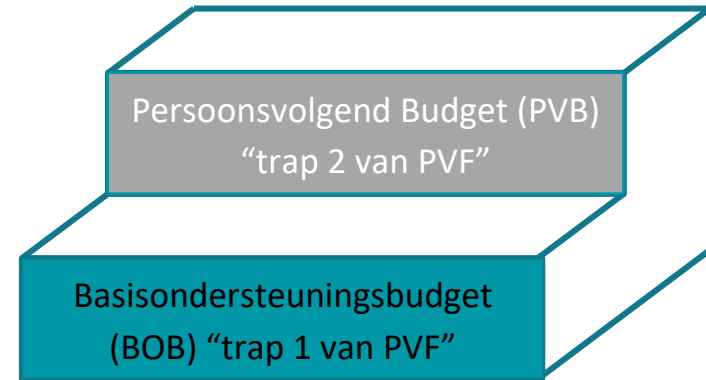 Persoonsvolgend Budget (PVB)
“trap 2 van PVF”
Basisondersteuningsbudget
(BOB) “trap 1 van PVF”